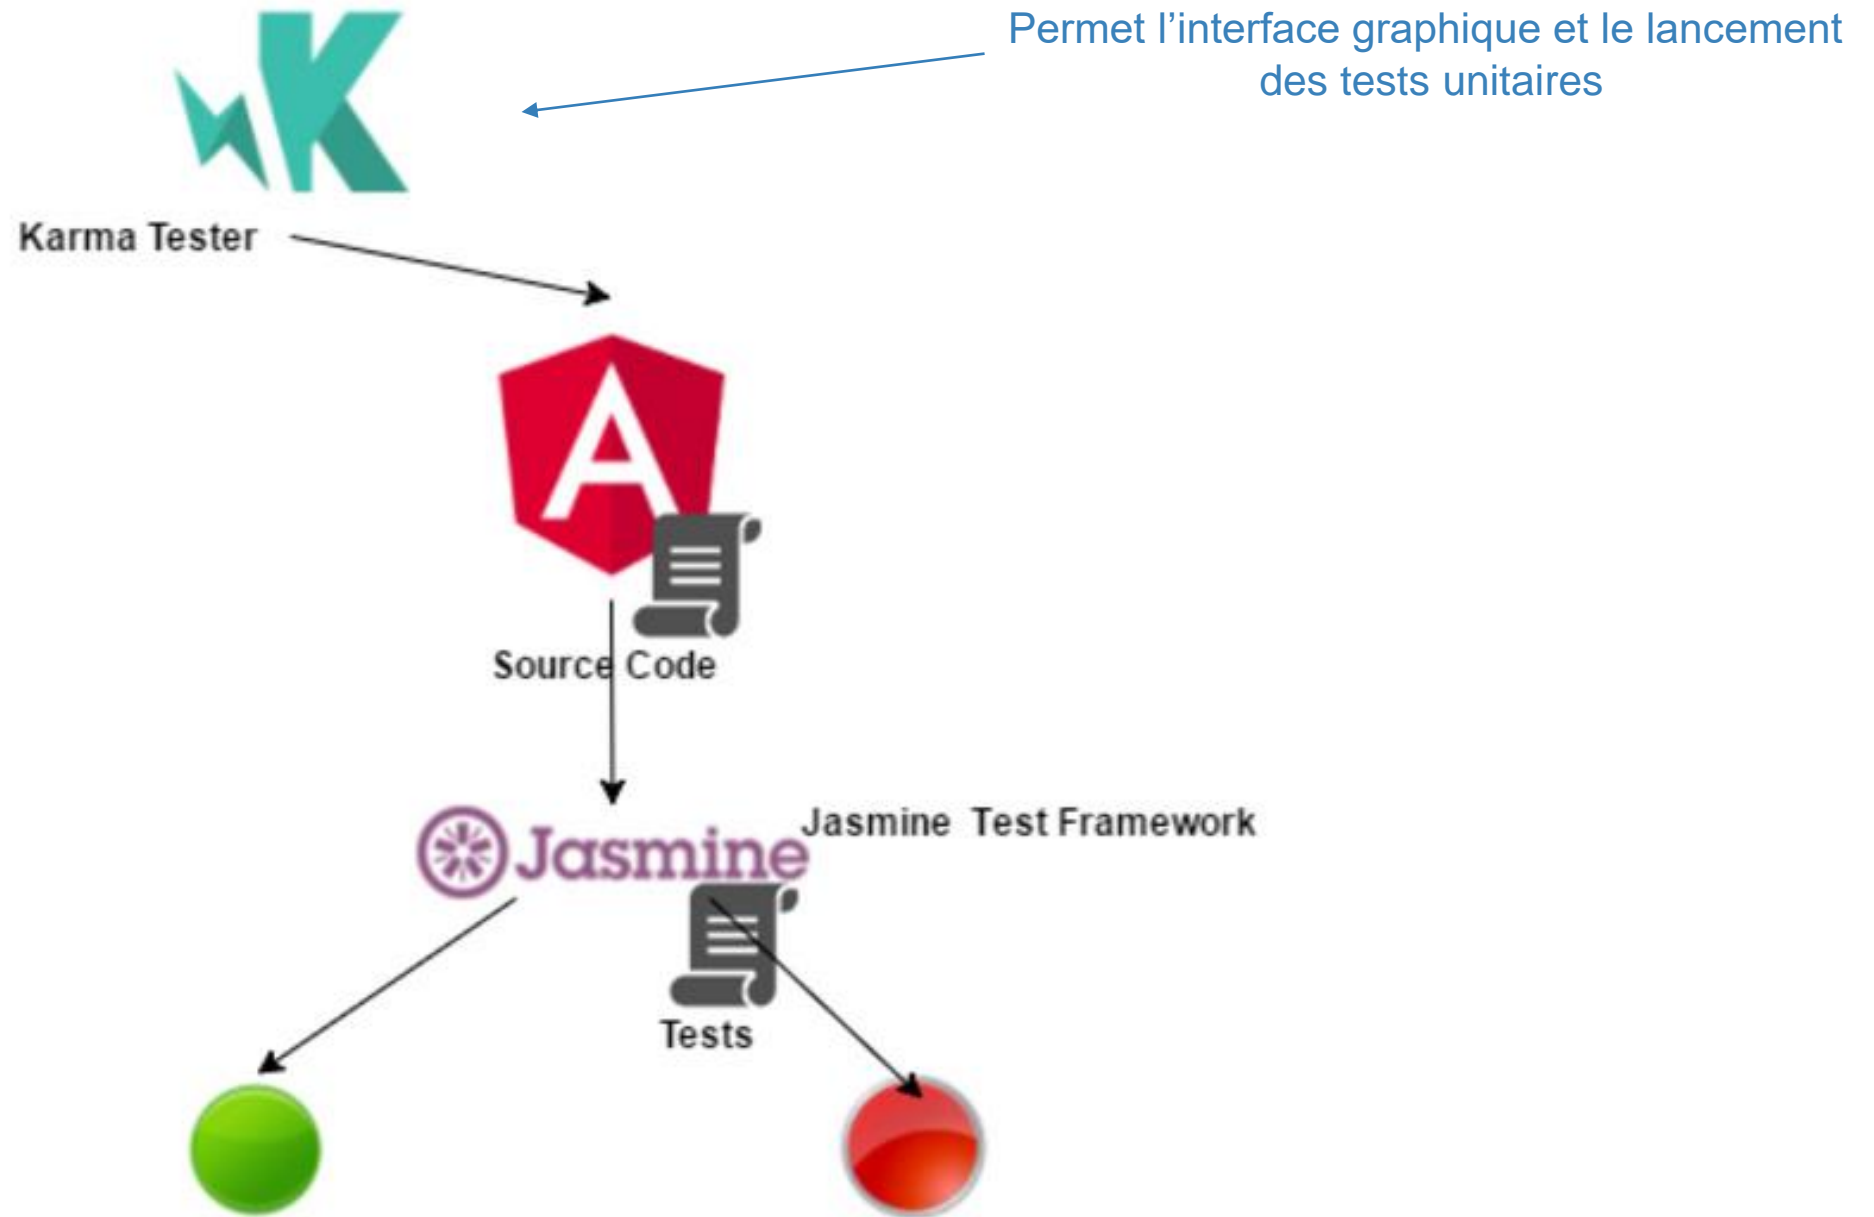 Permet l’interface graphique et le lancement
des tests unitaires
K
Karma Tester
A
Source Code
Jasmine
Jasmine Test Framework
Tests